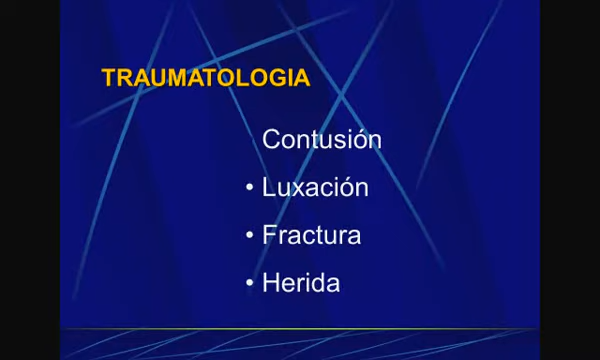 TRAUMATOLOGIA
Contusión
• Luxación
• Fractura
• Herida